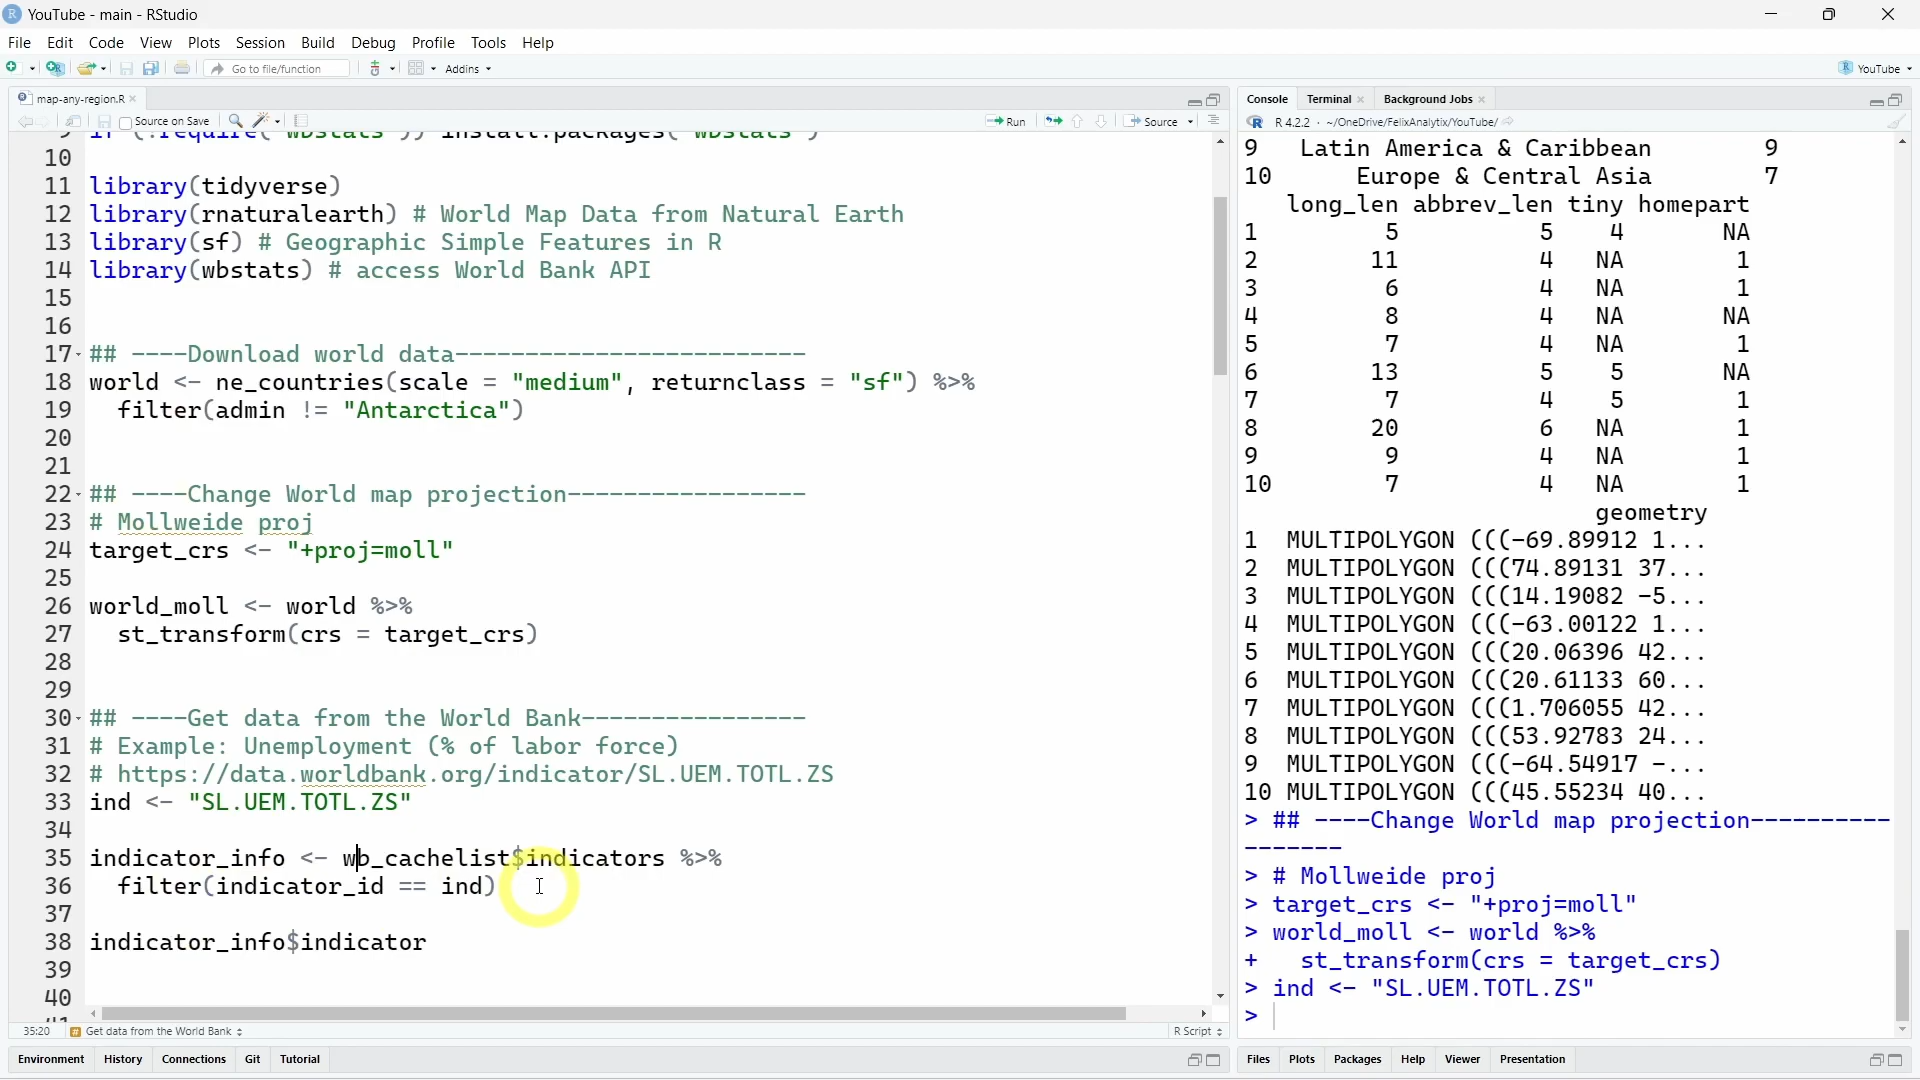 YouTube - main - RStudio
File Edit Code View Plots Session Build Debug Profile Tools Help
Go to file/function Addins YouTube
map-any-region.R
Source on Save Run Source
9 if (!require("wbstats")) install.packages("wbstats")
10
11 library(tidyverse)
12 library(rnaturalearth) # World Map Data from Natural Earth
13 library(sf) # Geographic Simple Features in R
14 library(wbstats) # access World Bank API
15
16
17 ## ----Download world data-------------------------
18 world <- ne_countries(scale = "medium", returnclass = "sf") %>%
19 filter(admin != "Antarctica")
20
21
22 ## ----Change World map projection-----------------
23 # Mollweide proj
24 target_crs <- "+proj=moll"
25
26 world_moll <- world %>%
27 st_transform(crs = target_crs)
28
29
30 ## ----Get data from the World Bank----------------
31 # Example: Unemployment (% of labor force)
32 # https://data.worldbank.org/indicator/SL.UEM.TOTL.ZS
33 ind <- "SL.UEM.TOTL.ZS"
34
35 indicator_info <- wb_cachelist$indicators %>%
36 filter(indicator_id == ind)
37
38 indicator_info$indicator
39
40
35:20 # Get data from the World Bank R Script
Environment History Connections Git Tutorial
Console Terminal Background Jobs
R 4.2.2 · ~/OneDrive/FelixAnalytix/YouTube/
9 Latin America & Caribbean 9
10 Europe & Central Asia 7
long_len abbrev_len tiny homepart
1 5 5 4 NA
2 11 4 NA 1
3 6 4 NA 1
4 8 4 NA NA
5 7 4 NA 1
6 13 5 5 NA
7 7 4 5 1
8 20 6 NA 1
9 9 4 NA 1
10 7 4 NA 1
geometry
1 MULTIPOLYGON (((-69.89912 1...
2 MULTIPOLYGON (((74.89131 37...
3 MULTIPOLYGON (((14.19082 -5...
4 MULTIPOLYGON (((-63.00122 1...
5 MULTIPOLYGON (((20.06396 42...
6 MULTIPOLYGON (((20.61133 60...
7 MULTIPOLYGON (((1.706055 42...
8 MULTIPOLYGON (((53.92783 24...
9 MULTIPOLYGON (((-64.54917 -...
10 MULTIPOLYGON (((45.55234 40...
> ## ----Change World map projection----------
-------
> # Mollweide proj
> target_crs <- "+proj=moll"
> world_moll <- world %>%
+ st_transform(crs = target_crs)
> ind <- "SL.UEM.TOTL.ZS"
>
Files Plots Packages Help Viewer Presentation